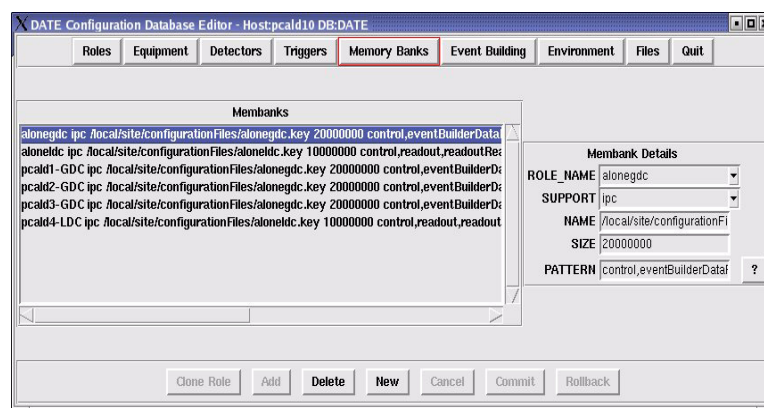 X DATE Configuration Database Editor - Host:pcald10 DB:DATE
Roles Equipment Detectors Triggers Memory Banks Event Building Environment Files Quit
Membanks
alonegdc ipc /local/site/configurationFiles/alonegdc.key 20000000 control,eventBuilderData
aloneldc ipc /local/site/configurationFiles/aloneldc.key 10000000 control,readout,readoutRea
pcald1-GDC ipc /local/site/configurationFiles/alonegdc.key 20000000 control,eventBuilderDa
pcald2-GDC ipc /local/site/configurationFiles/alonegdc.key 20000000 control,eventBuilderDa
pcald3-GDC ipc /local/site/configurationFiles/alonegdc.key 20000000 control,eventBuilderDa
pcald4-LDC ipc /local/site/configurationFiles/aloneldc.key 10000000 control,readout,readout
Membank Details
ROLE_NAME alonegdc
SUPPORT ipc
NAME /local/site/configurationFi
SIZE 20000000
PATTERN control,eventBuilderDataF ?
Clone Role Add Delete New Cancel Commit Rollback